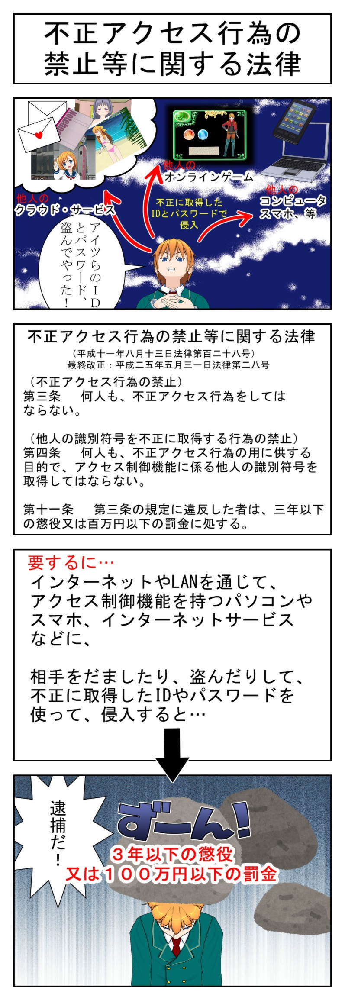 不正アクセス行為の
禁止等に関する法律
他人の
クラウド・サービス
他人の
オンラインゲーム
他人の
コンピュータ
スマホ、等
不正に取得した
IDとパスワードで
侵入
アイツらのＩＤ
とパスワード、
盗んでやった！
不正アクセス行為の禁止等に関する法律
（平成十一年八月十三日法律第百二十八号）
最終改正：平成二五年五月三一日法律第二八号
（不正アクセス行為の禁止）
第三条　何人も、不正アクセス行為をしては
ならない。
（他人の識別符号を不正に取得する行為の禁止）
第四条　何人も、不正アクセス行為の用に供する
目的で、アクセス制御機能に係る他人の識別符号を
取得してはならない。
第十一条　第三条の規定に違反した者は、三年以下
の懲役又は百万円以下の罰金に処する。
要するに…
インターネットやLANを通じて、
アクセス制御機能を持つパソコンや
スマホ、インターネットサービス
などに、
相手をだましたり、盗んだりして、
不正に取得したIDやパスワードを
使って、侵入すると…
逮捕だ！
ずーん！
３年以下の懲役
又は１００万円以下の罰金